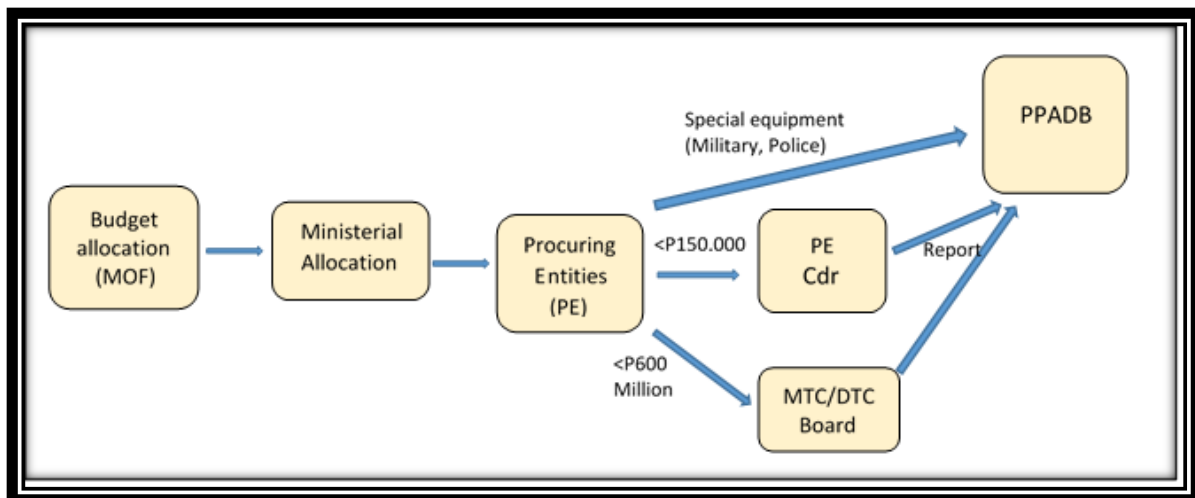 Budget
allocation
(MOF)
Ministerial
Allocation
Procuring
Entities
(PE)
Special equipment
(Military, Police)
<P150.000
PE
Cdr
Report
<P600
Million
MTC/DTC
Board
PPADB